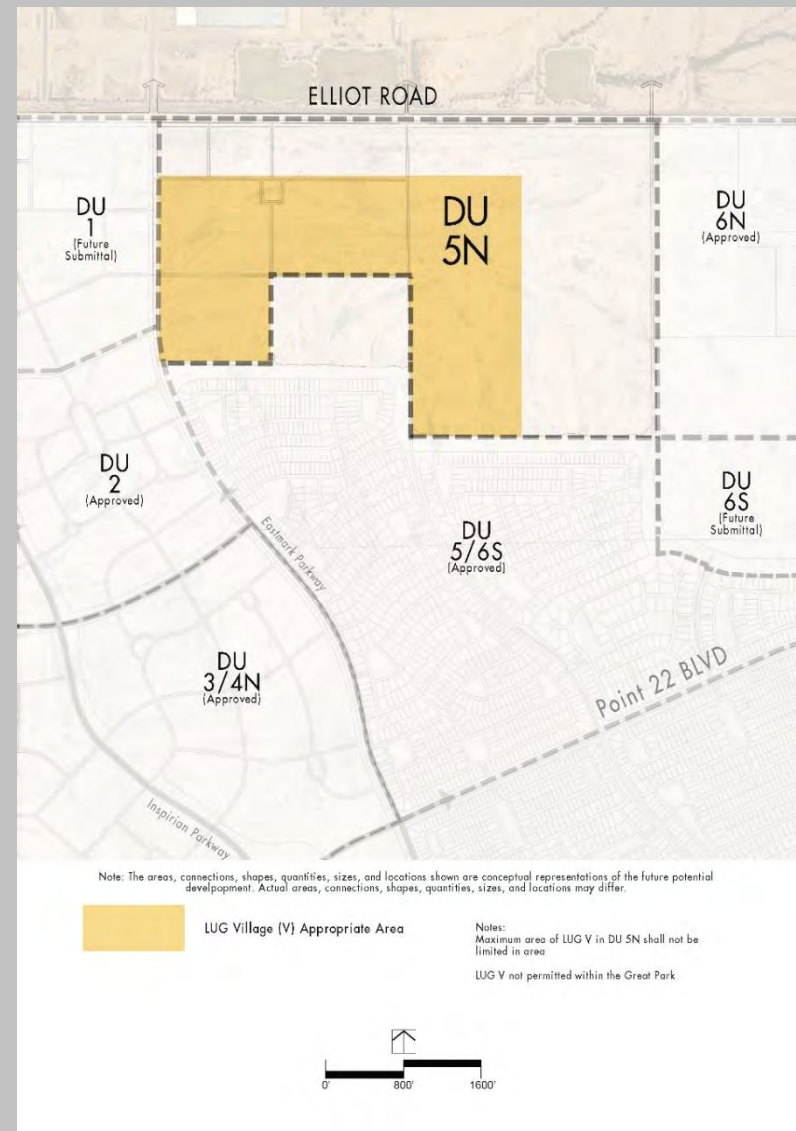 ELLIOT ROAD
DU
1
(Future
Submittal)
DU
5N
DU
6N
(Approved)
DU
2
(Approved)
Eastmark Parkway
DU
5/6S
(Approved)
DU
6S
(Future
Submittal)
DU
3/4N
(Approved)
Point 22 BLVD
Inspirian Parkway
Note: The areas, connections, shapes, quantities, sizes, and locations shown are conceptual representations of the future potential
develpopment. Actual areas, connections, shapes, quantities, sizes, and locations may differ.
LUG Village (V) Appropriate Area
Notes:
Maximum area of LUG V in DU 5N shall not be
limited in area
LUG V not permitted within the Great Park
0' 800' 1600'